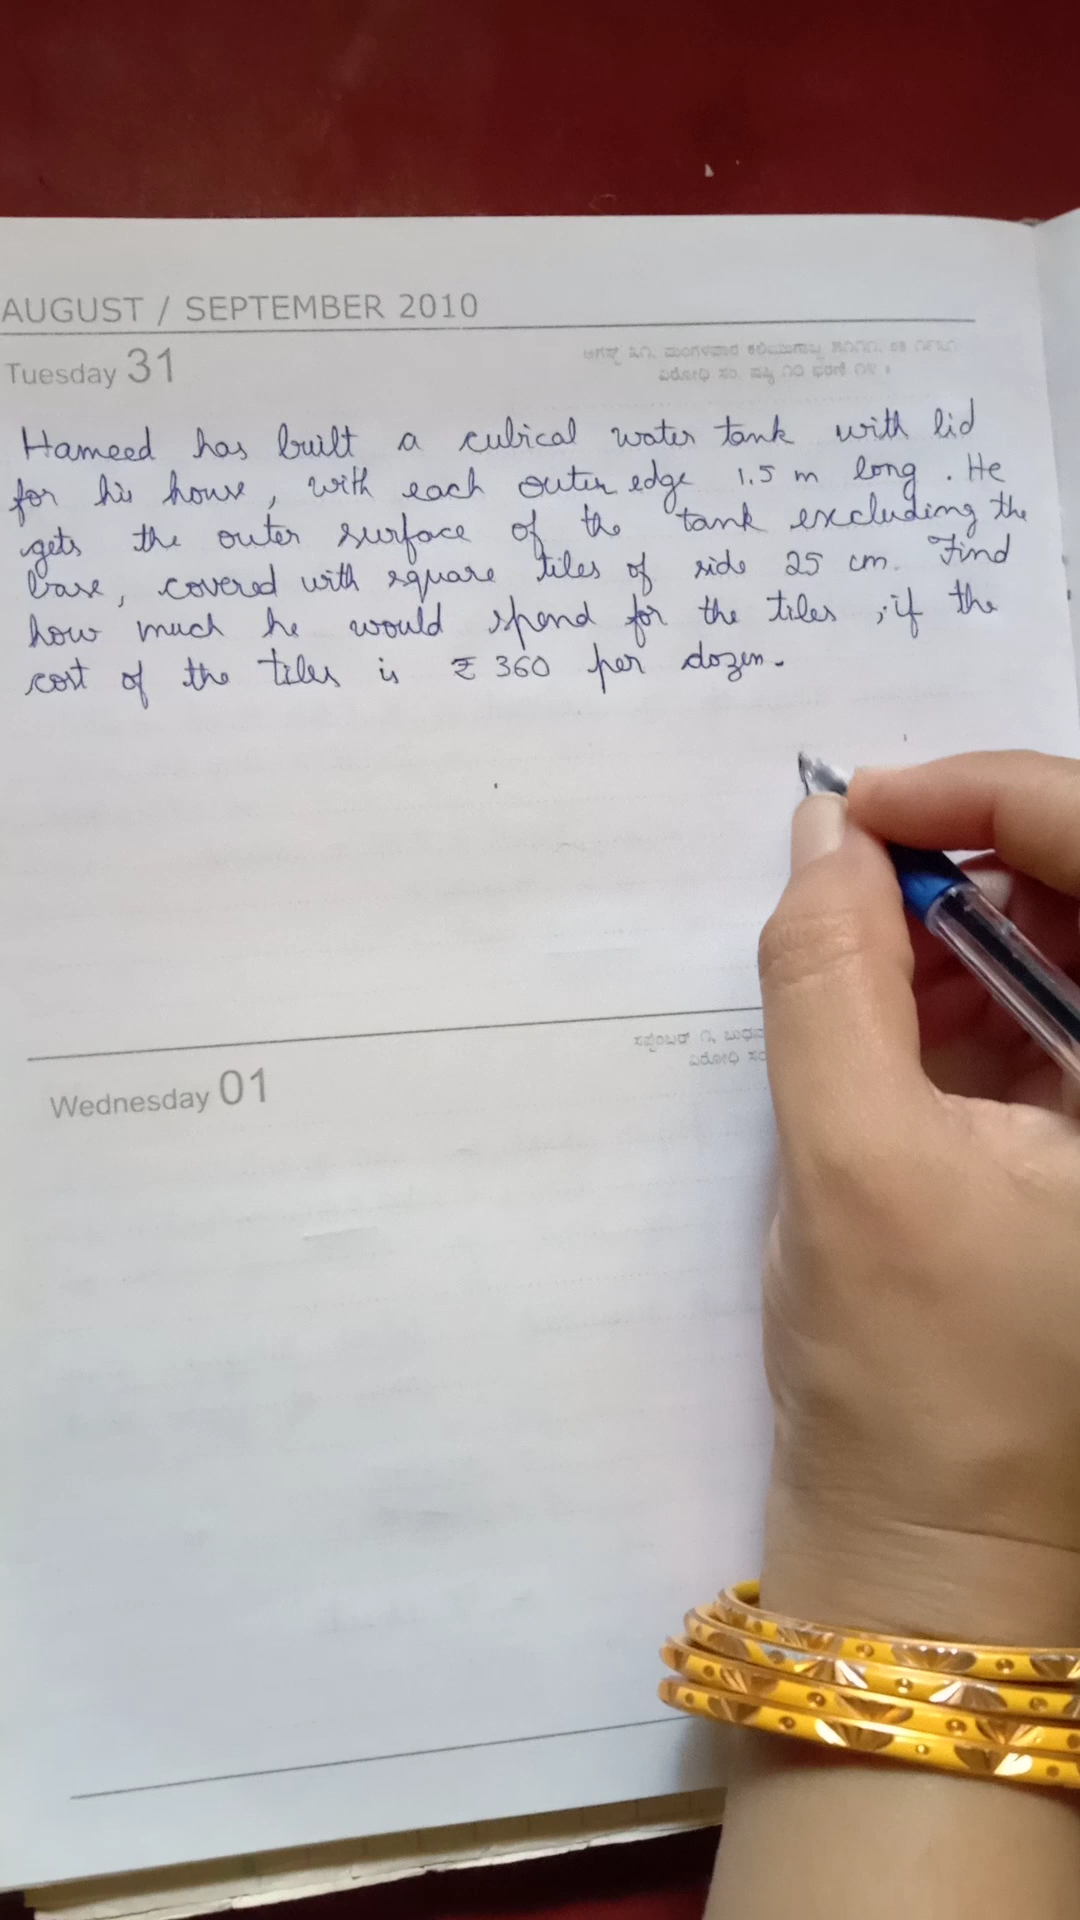 AUGUST / SEPTEMBER 2010
Tuesday 31
Hameed has built a cubical water tank with lid
for his house, with each outer edge 1.5 m long. He
gets the outer surface of the tank excluding the
base, covered with square tiles of side 25 cm. Find
how much he would spend for the tiles, if the
cost of the tiles is ₹ 360 per dozen.
Wednesday 01